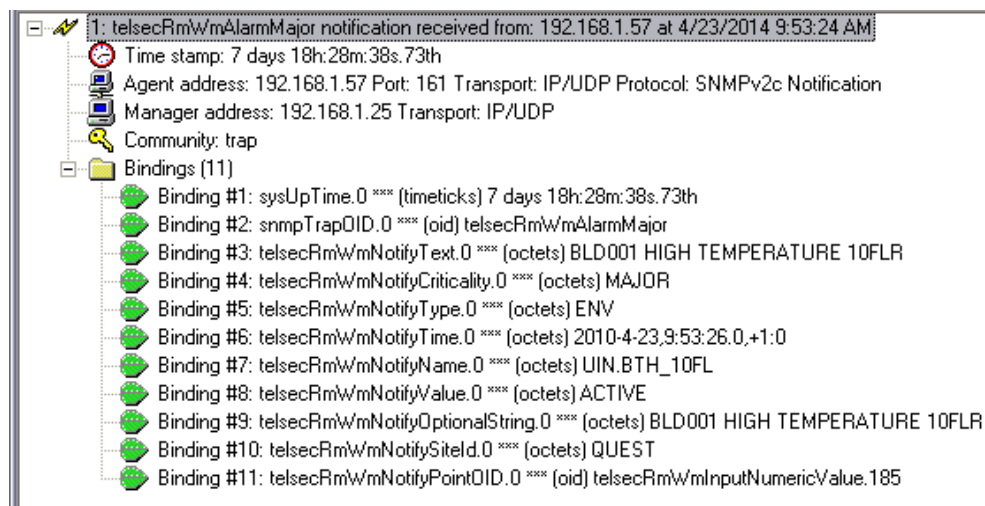 1: telsecRmWmAlarmMajor notification received from: 192.168.1.57 at 4/23/2014 9:53:24 AM
Time stamp: 7 days 18h:28m:38s.73th
Agent address: 192.168.1.57 Port: 161 Transport: IP/UDP Protocol: SNMPv2c Notification
Manager address: 192.168.1.25 Transport: IP/UDP
Community: trap
Bindings (11)
Binding #1: sysUpTime.0 *** (timeticks) 7 days 18h:28m:38s.73th
Binding #2: snmpTrapOID.0 *** (oid) telsecRmWmAlarmMajor
Binding #3: telsecRmWmNotifyText.0 *** (octets) BLD001 HIGH TEMPERATURE 10FLR
Binding #4: telsecRmWmNotifyCriticality.0 *** (octets) MAJOR
Binding #5: telsecRmWmNotifyType.0 *** (octets) ENV
Binding #6: telsecRmWmNotifyTime.0 *** (octets) 2010-4-23,9:53:26.0,+1:0
Binding #7: telsecRmWmNotifyName.0 *** (octets) UIN.BTH_10FL
Binding #8: telsecRmWmNotifyValue.0 *** (octets) ACTIVE
Binding #9: telsecRmWmNotifyOptionalString.0 *** (octets) BLD001 HIGH TEMPERATURE 10FLR
Binding #10: telsecRmWmNotifySiteId.0 *** (octets) QUEST
Binding #11: telsecRmWmNotifyPointOID.0 *** (oid) telsecRmWmInputNumericValue.185